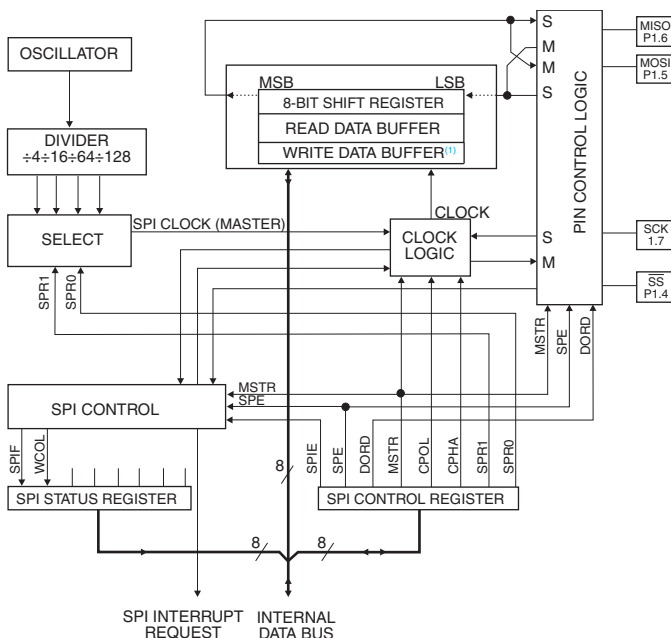 OSCILLATOR
DIVIDER
÷4÷16÷64÷128
SELECT
SPI CLOCK (MASTER)
SPR1
SPR0
MSB
LSB
8-BIT SHIFT REGISTER
READ DATA BUFFER
WRITE DATA BUFFER(1)
CLOCK
CLOCK
LOGIC
S
M
M
S
S
M
PIN CONTROL LOGIC
MISO
P1.6
MOSI
P1.5
SCK
1.7
SS
P1.4
MSTR
SPE
DORD
SPI CONTROL
MSTR
SPE
SPIF
WCOL
SPI STATUS REGISTER
8
SPIE
SPE
DORD
MSTR
CPOL
CPHA
SPR1
SPR0
SPI CONTROL REGISTER
8
8
SPI INTERRUPT
REQUEST
INTERNAL
DATA BUS